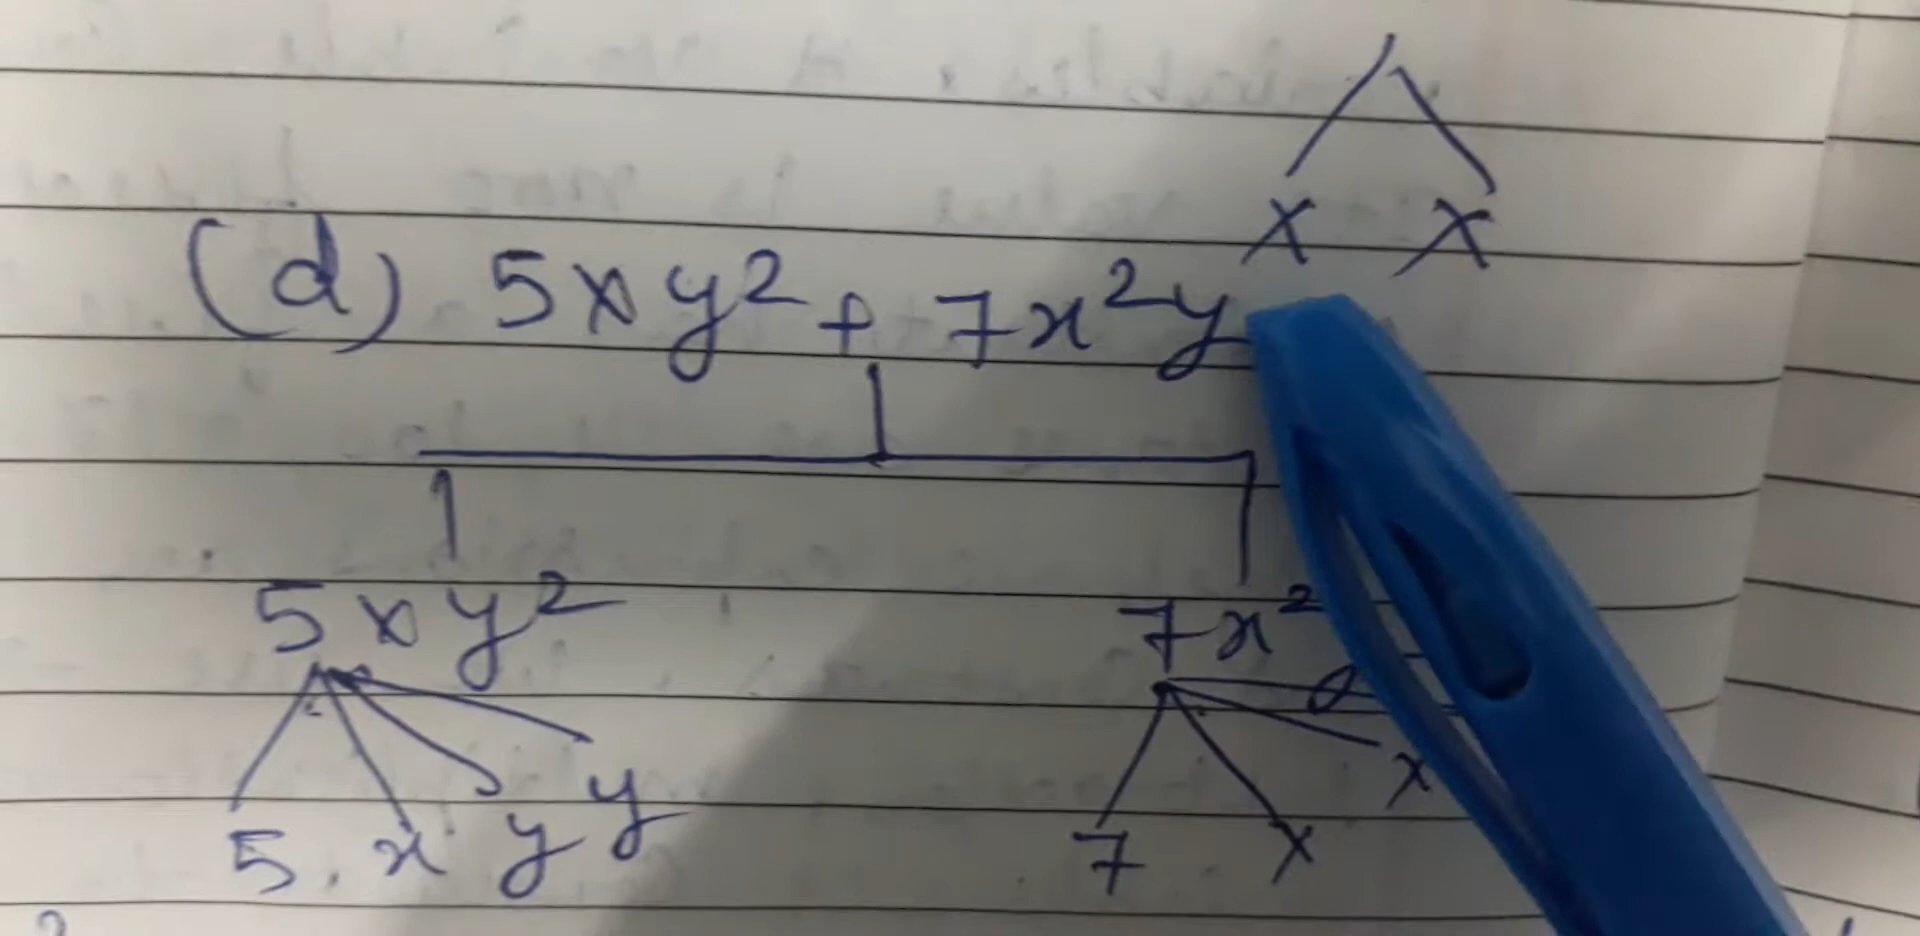 x x
(d) 5xy² + 7x²y
5xy² 7x²
5 . x y y 7 x x